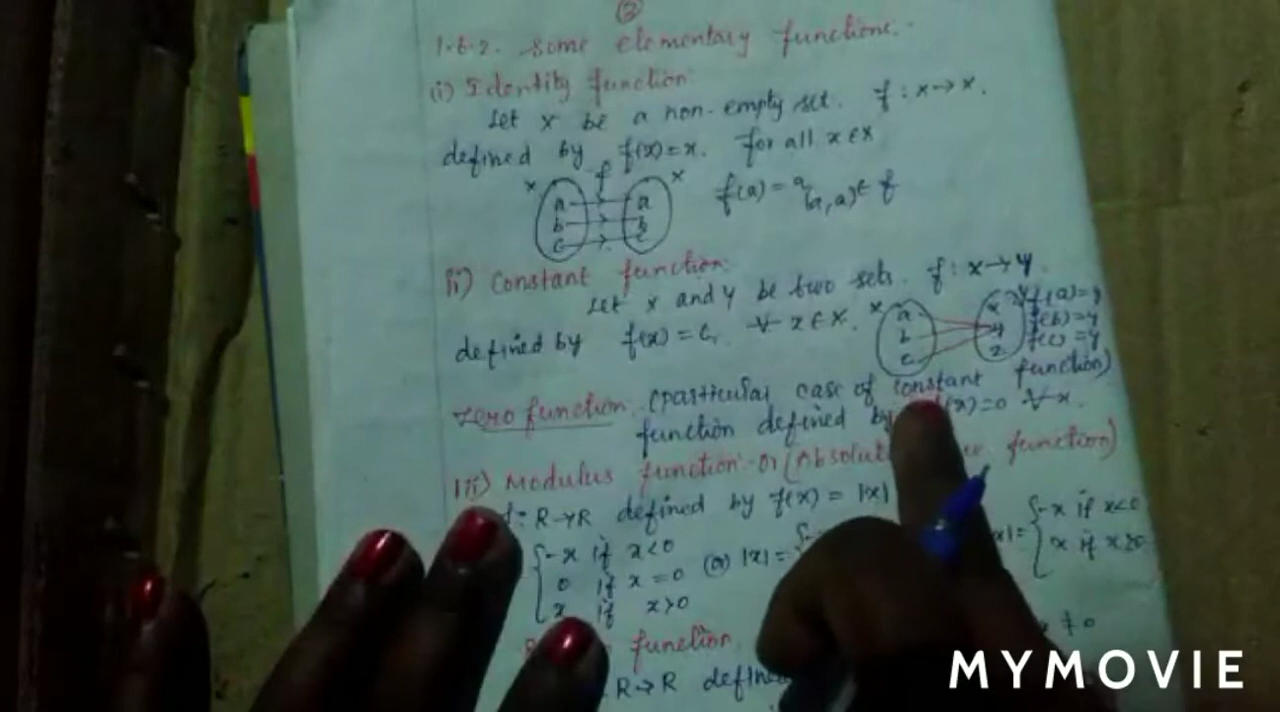 (2)
1.6.2. Some elementary functions.
(i) Identity function
Let X be a non-empty set. f : X → X.
defined by f(x) = x. for all x ∈ X
X f X
a a
b b
c c
f(a) = a
(a, a) ∈ f
(ii) Constant function
Let X and Y be two sets. f : X → Y.
defined by f(x) = c, ∀ x ∈ X.
X Y
a x
b y
c z
f(a) = y
f(b) = y
f(c) = y
Zero function (particular case of constant function)
function defined by f(x) = 0 ∀ x.
iii) Modulus function or (Absolute function)
f : R → R defined by f(x) = |x|
{ -x if x < 0
0 if x = 0
x if x > 0
(or) |x| =
|x| = { -x if x < 0
x if x ≥ 0
function. ≠ 0
R → R
MYMOVIE